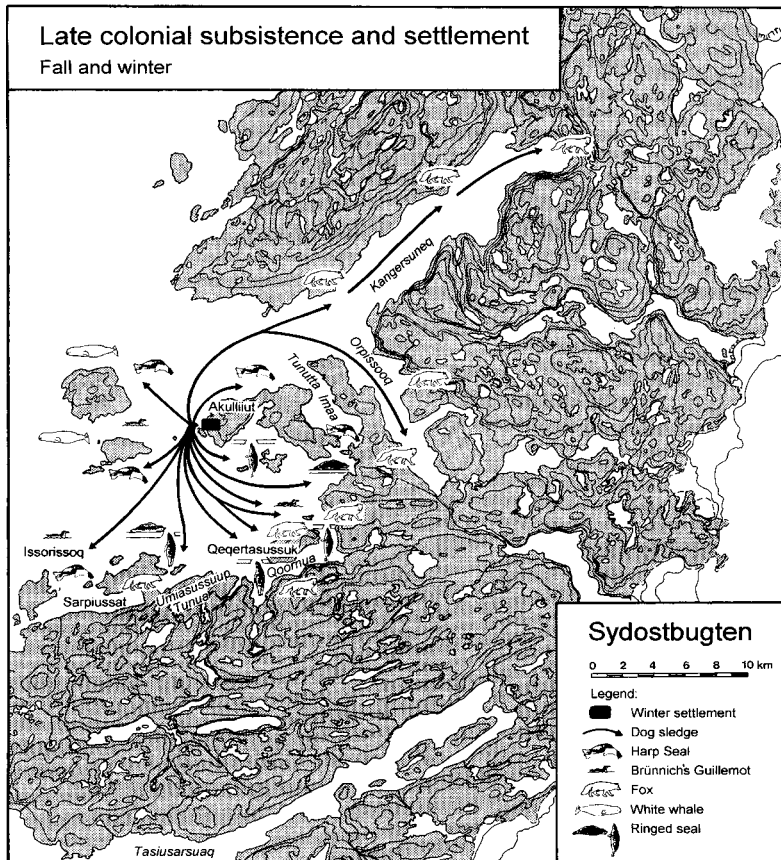 Late colonial subsistence and settlement
Fall and winter
Kangersuneq
Orpissooq
Tunutta Imaa
Akulliiut
Issorissoq
Qeqertasussuk
Qoornua
Sarpiussat
Umiasussuup
Tunua
Tasiusarsuaq
Sydostbugten
0 2 4 6 8 10 km
Legend:
Winter settlement
Dog sledge
Harp Seal
Brünnich's Guillemot
Fox
White whale
Ringed seal